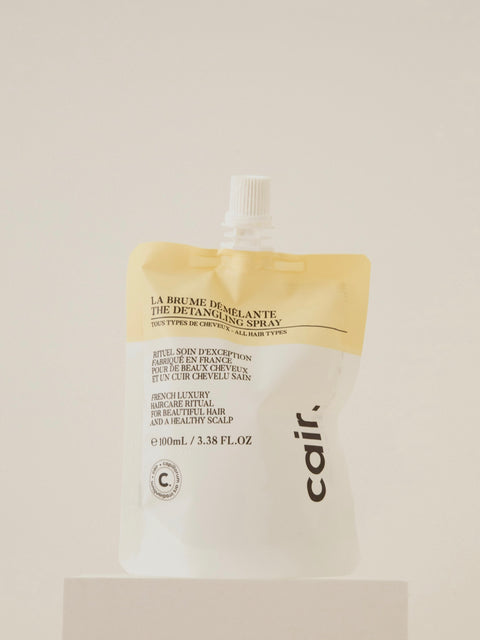 LA BRUME DÉMÊLANTE
THE DETANGLING SPRAY
TOUS TYPES DE CHEVEUX - ALL HAIR TYPES
RITUEL SOIN D'EXCEPTION
FABRIQUÉ EN FRANCE
POUR DE BEAUX CHEVEUX
ET UN CUIR CHEVELU SAIN
FRENCH LUXURY
HAIRCARE RITUAL
FOR BEAUTIFUL HAIR
AND A HEALTHY SCALP
℮100mL / 3.38 FL.OZ
cair.
C.